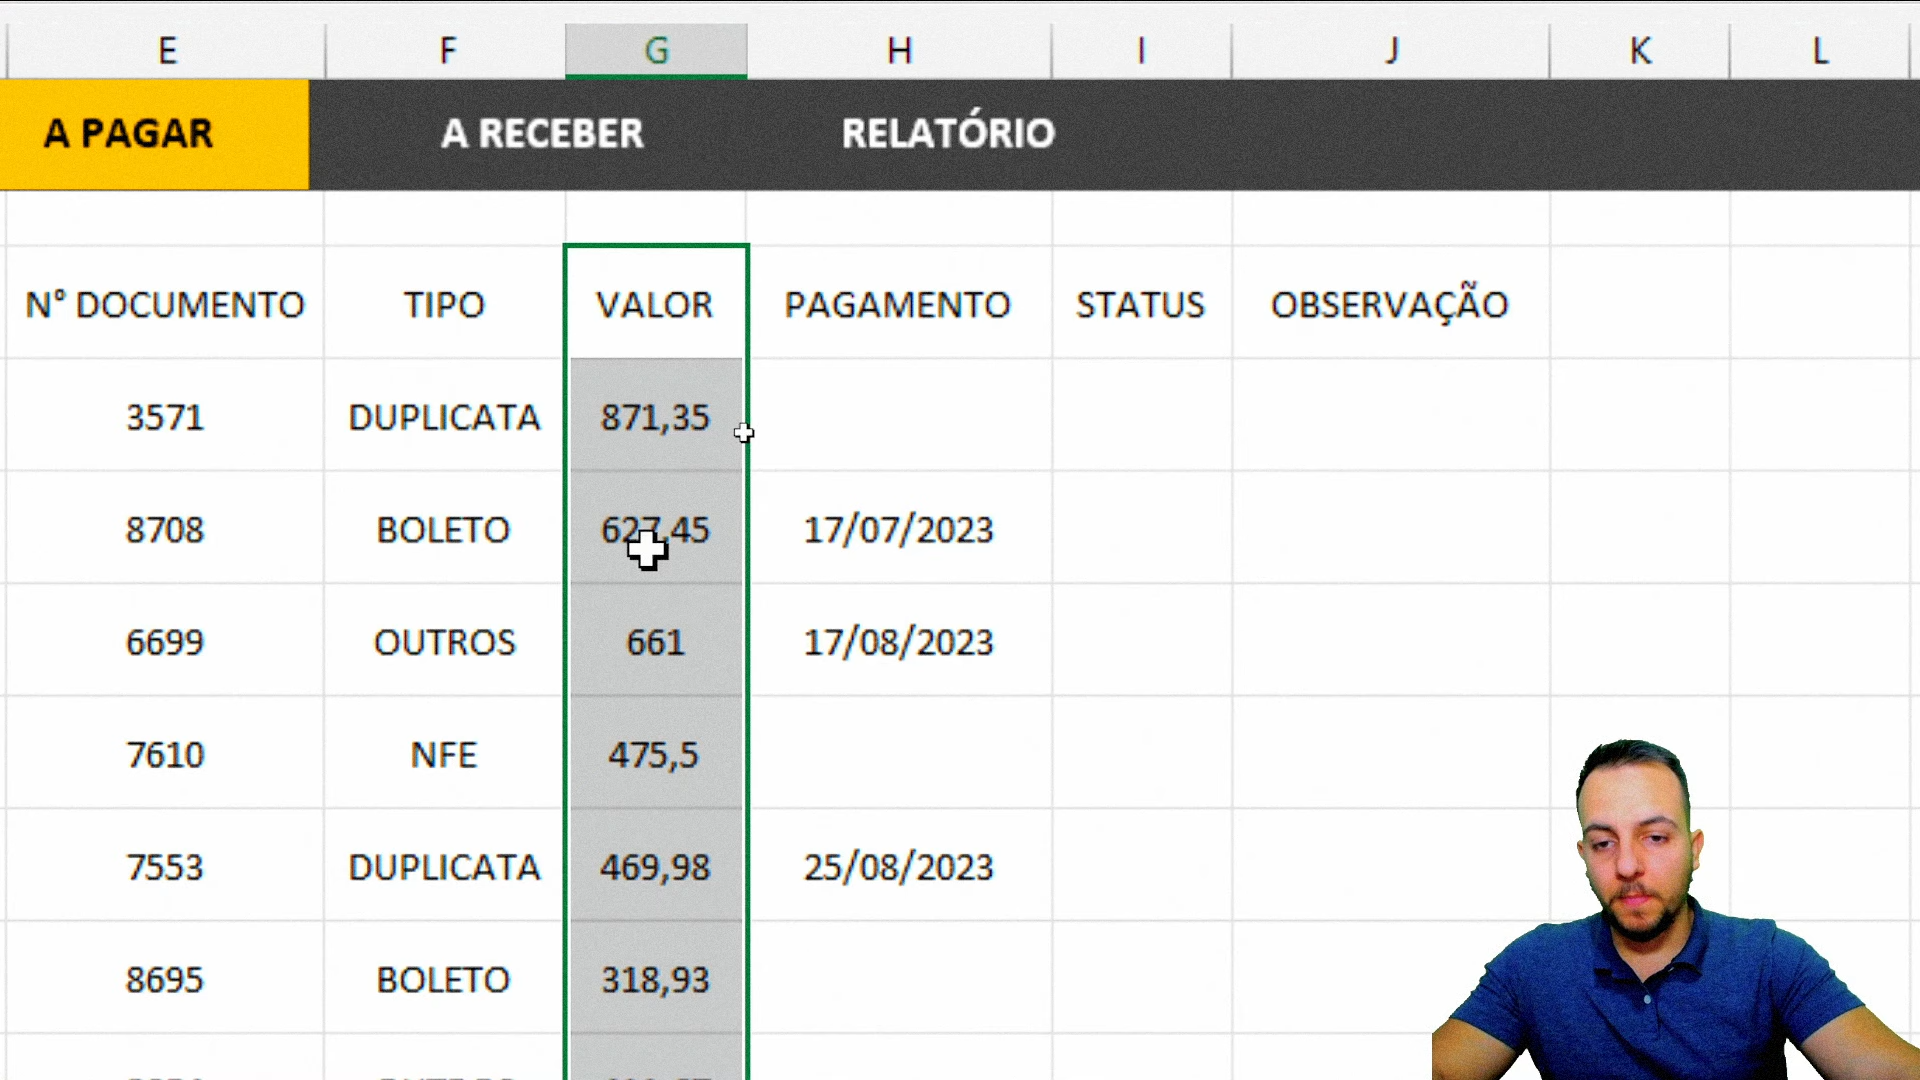 E F G H I J K L
A PAGAR A RECEBER RELATÓRIO
N° DOCUMENTO TIPO VALOR PAGAMENTO STATUS OBSERVAÇÃO
3571 DUPLICATA 871,35
8708 BOLETO 627,45 17/07/2023
6699 OUTROS 661 17/08/2023
7610 NFE 475,5
7553 DUPLICATA 469,98 25/08/2023
8695 BOLETO 318,93